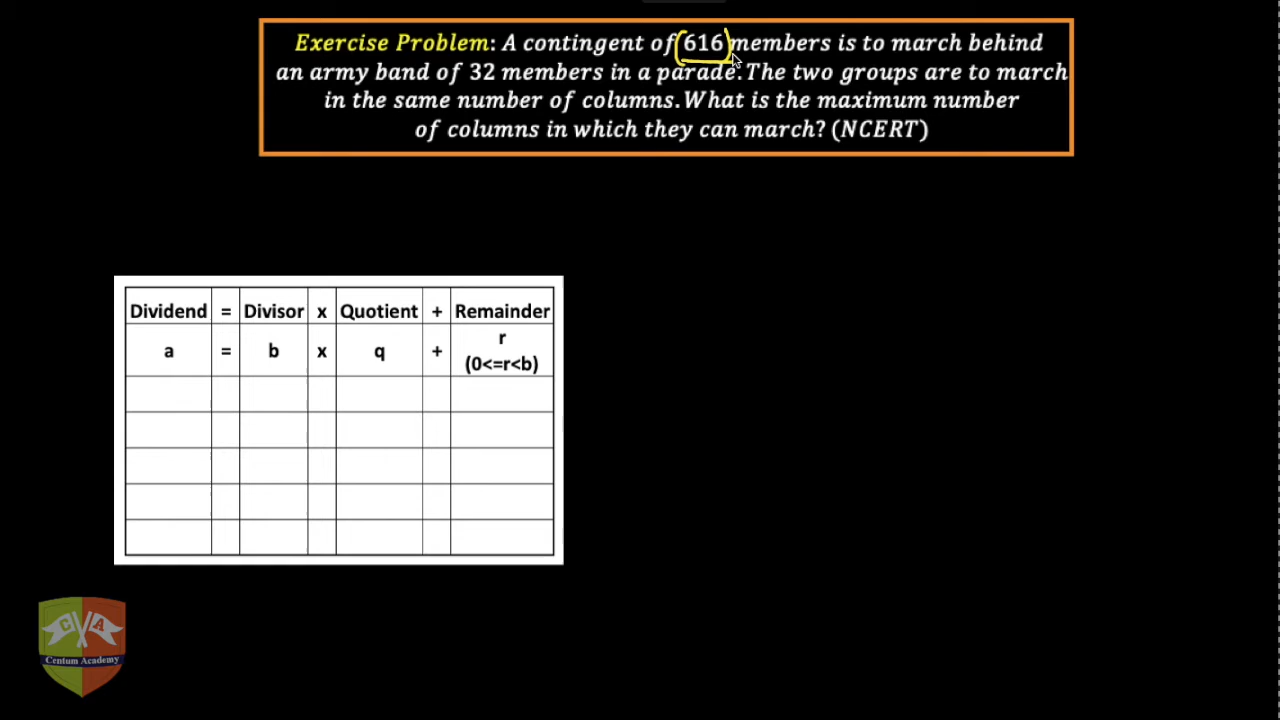 Exercise Problem: A contingent of 616 members is to march behind
an army band of 32 members in a parade. The two groups are to march
in the same number of columns. What is the maximum number
of columns in which they can march? (NCERT)
Dividend = Divisor x Quotient + Remainder
a = b x q + r
(0<=r<b)
C A
Centum Academy